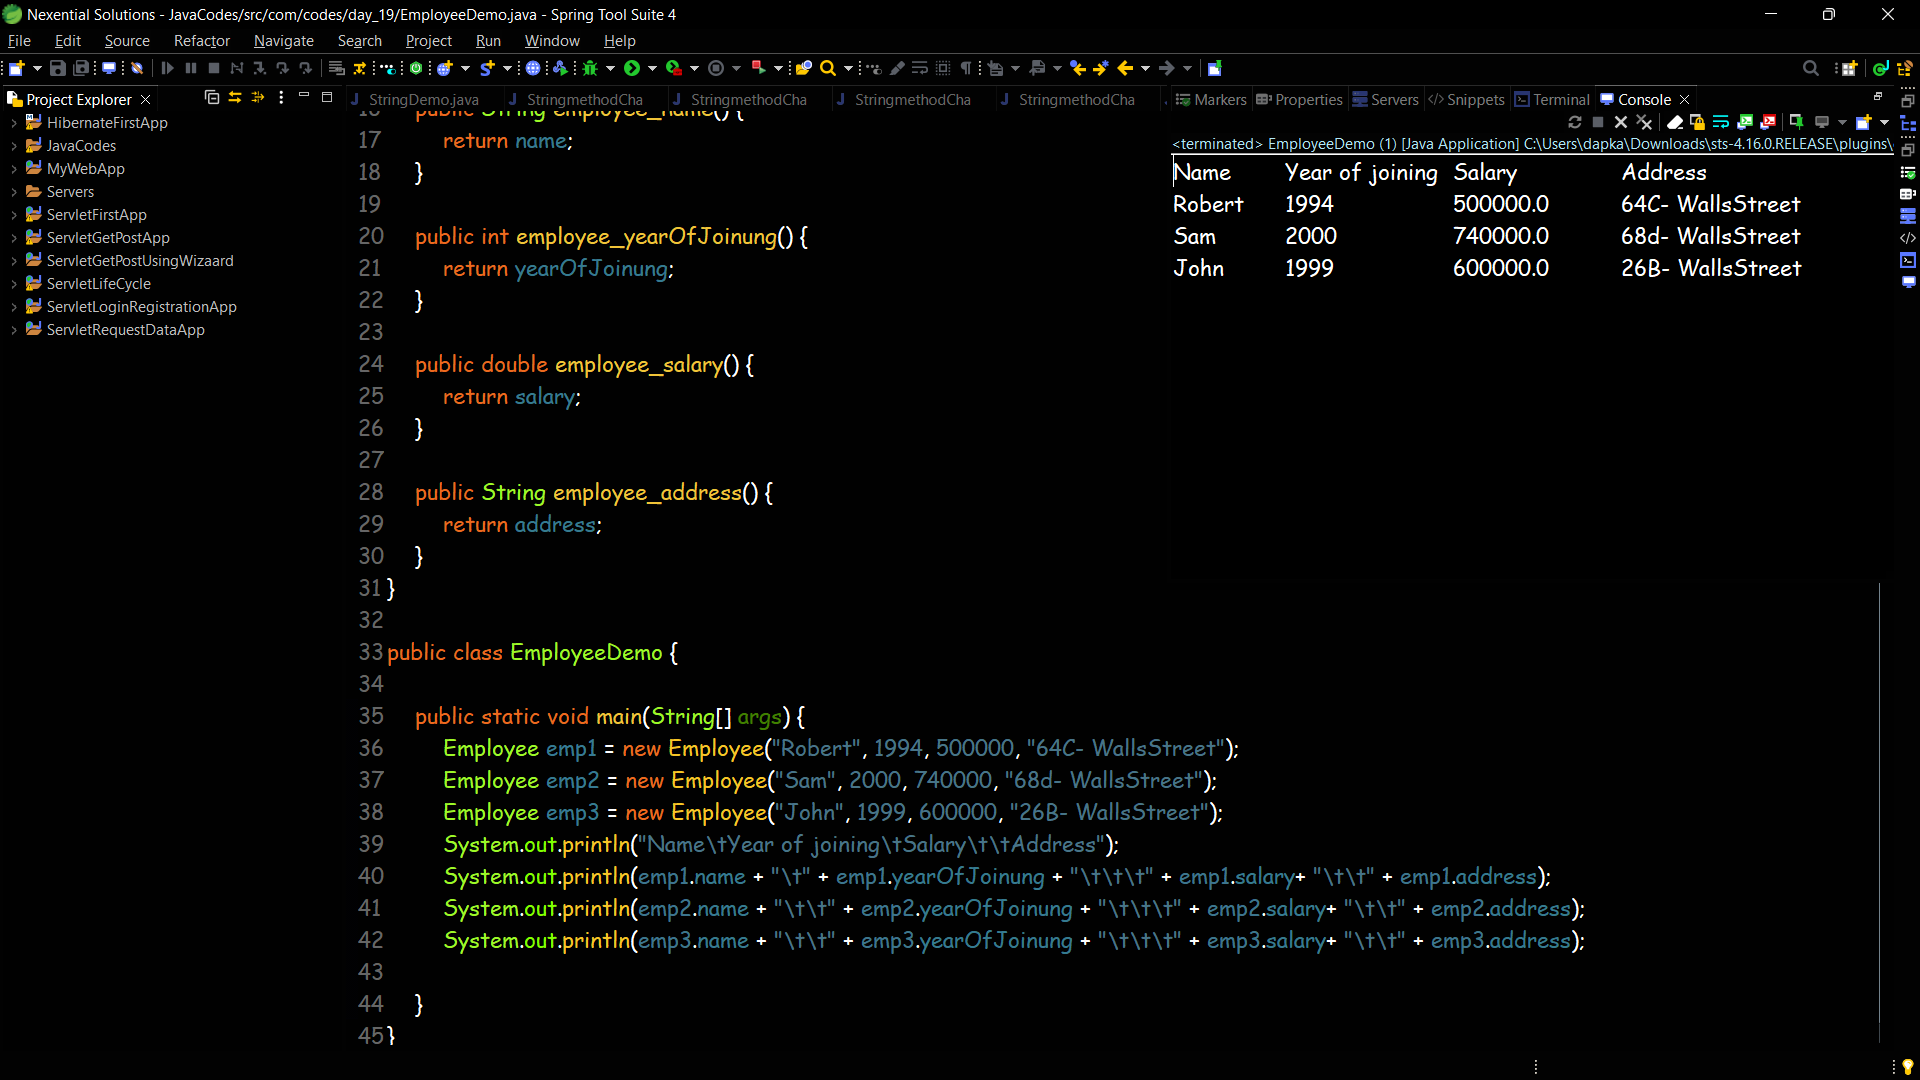 Nexential Solutions - JavaCodes/src/com/codes/day_19/EmployeeDemo.java - Spring Tool Suite 4
File Edit Source Refactor Navigate Search Project Run Window Help
Project Explorer
HibernateFirstApp
JavaCodes
MyWebApp
Servers
ServletFirstApp
ServletGetPostApp
ServletGetPostUsingWizaard
ServletLifeCycle
ServletLoginRegistrationApp
ServletRequestDataApp
StringDemo.java StringmethodCha StringmethodCha StringmethodCha StringmethodCha
16 public String employee_name() {
17 return name;
18 }
19
20 public int employee_yearOfJoinung() {
21 return yearOfJoinung;
22 }
23
24 public double employee_salary() {
25 return salary;
26 }
27
28 public String employee_address() {
29 return address;
30 }
31 }
32
33 public class EmployeeDemo {
34
35 public static void main(String[] args) {
36 Employee emp1 = new Employee("Robert", 1994, 500000, "64C- WallsStreet");
37 Employee emp2 = new Employee("Sam", 2000, 740000, "68d- WallsStreet");
38 Employee emp3 = new Employee("John", 1999, 600000, "26B- WallsStreet");
39 System.out.println("Name\tYear of joining\tSalary\t\tAddress");
40 System.out.println(emp1.name + "\t" + emp1.yearOfJoinung + "\t\t\t" + emp1.salary+ "\t\t" + emp1.address);
41 System.out.println(emp2.name + "\t\t" + emp2.yearOfJoinung + "\t\t\t" + emp2.salary+ "\t\t" + emp2.address);
42 System.out.println(emp3.name + "\t\t" + emp3.yearOfJoinung + "\t\t\t" + emp3.salary+ "\t\t" + emp3.address);
43
44 }
45 }
Markers Properties Servers Snippets Terminal Console
<terminated> EmployeeDemo (1) [Java Application] C:\Users\dapka\Downloads\sts-4.16.0.RELEASE\plugins\
Name Year of joining Salary Address
Robert 1994 500000.0 64C- WallsStreet
Sam 2000 740000.0 68d- WallsStreet
John 1999 600000.0 26B- WallsStreet